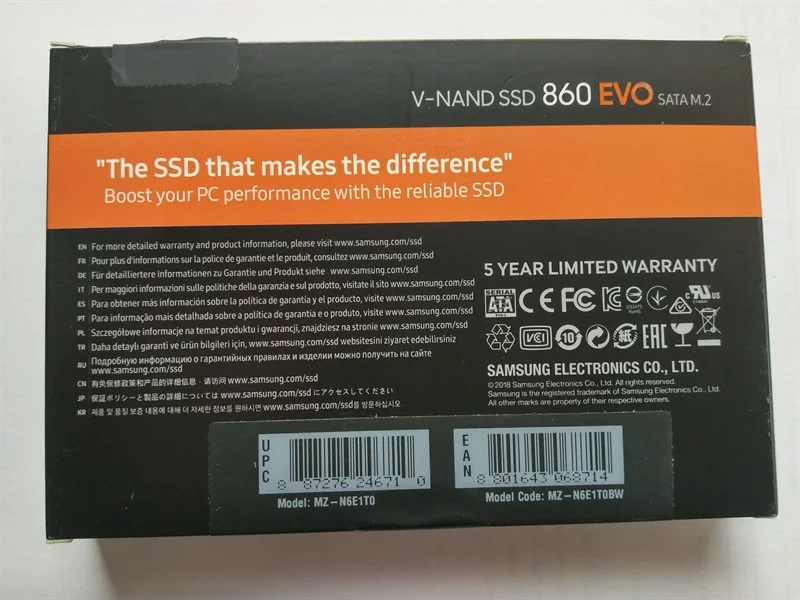 V-NAND SSD 860 EVO SATA M.2
"The SSD that makes the difference"
Boost your PC performance with the reliable SSD
EN For more detailed warranty and product information, please visit www.samsung.com/ssd
FR Pour plus d'informations sur la police de garantie et le produit, consultez www.samsung.com/ssd
DE Für detailliertere Informationen zu Garantie und Produkt siehe www.samsung.com/ssd
IT Per maggiori informazioni sulle politiche della garanzia e sul prodotto, visitate il sito www.samsung.com/ssd
ES Para obtener más información sobre la política de garantía y el producto, visite www.samsung.com/ssd
PT Para informação mais detalhada sobre a política de garantia e o produto, visite www.samsung.com/ssd
PL Szczegółowe informacje na temat produktu i gwarancji, znajdziesz na stronie www.samsung.com/ssd
TR Daha detaylı garanti ve ürün bilgileri için, www.samsung.com/ssd websitesini ziyaret edebilirsiniz
RU Подробную информацию о гарантийных правилах и изделии можно получить на сайте
www.samsung.com/ssd
CN 有关保修政策和产品的详细信息，请访问 www.samsung.com/ssd
JP 保証ポリシーと製品の詳細については www.samsung.com/ssd にアクセスしてください
KR 제품 및 품질 보증 내용에 대해 더 자세한 정보를 원하시면 www.samsung.com/ssd를 방문하십시오
5 YEAR LIMITED WARRANTY
SERIAL
SATA
CE FC UL US
VCI 10 EAC
SAMSUNG ELECTRONICS CO., LTD.
©2018 Samsung Electronics Co., Ltd. All rights reserved.
Samsung is the registered trademark of Samsung Electronics Co., Ltd.
All other marks are property of their respective owners.
UPC
8 87276 24671 0
Model: MZ-N6E1T0
EAN
8 801643 068714
Model Code: MZ-N6E1T0BW